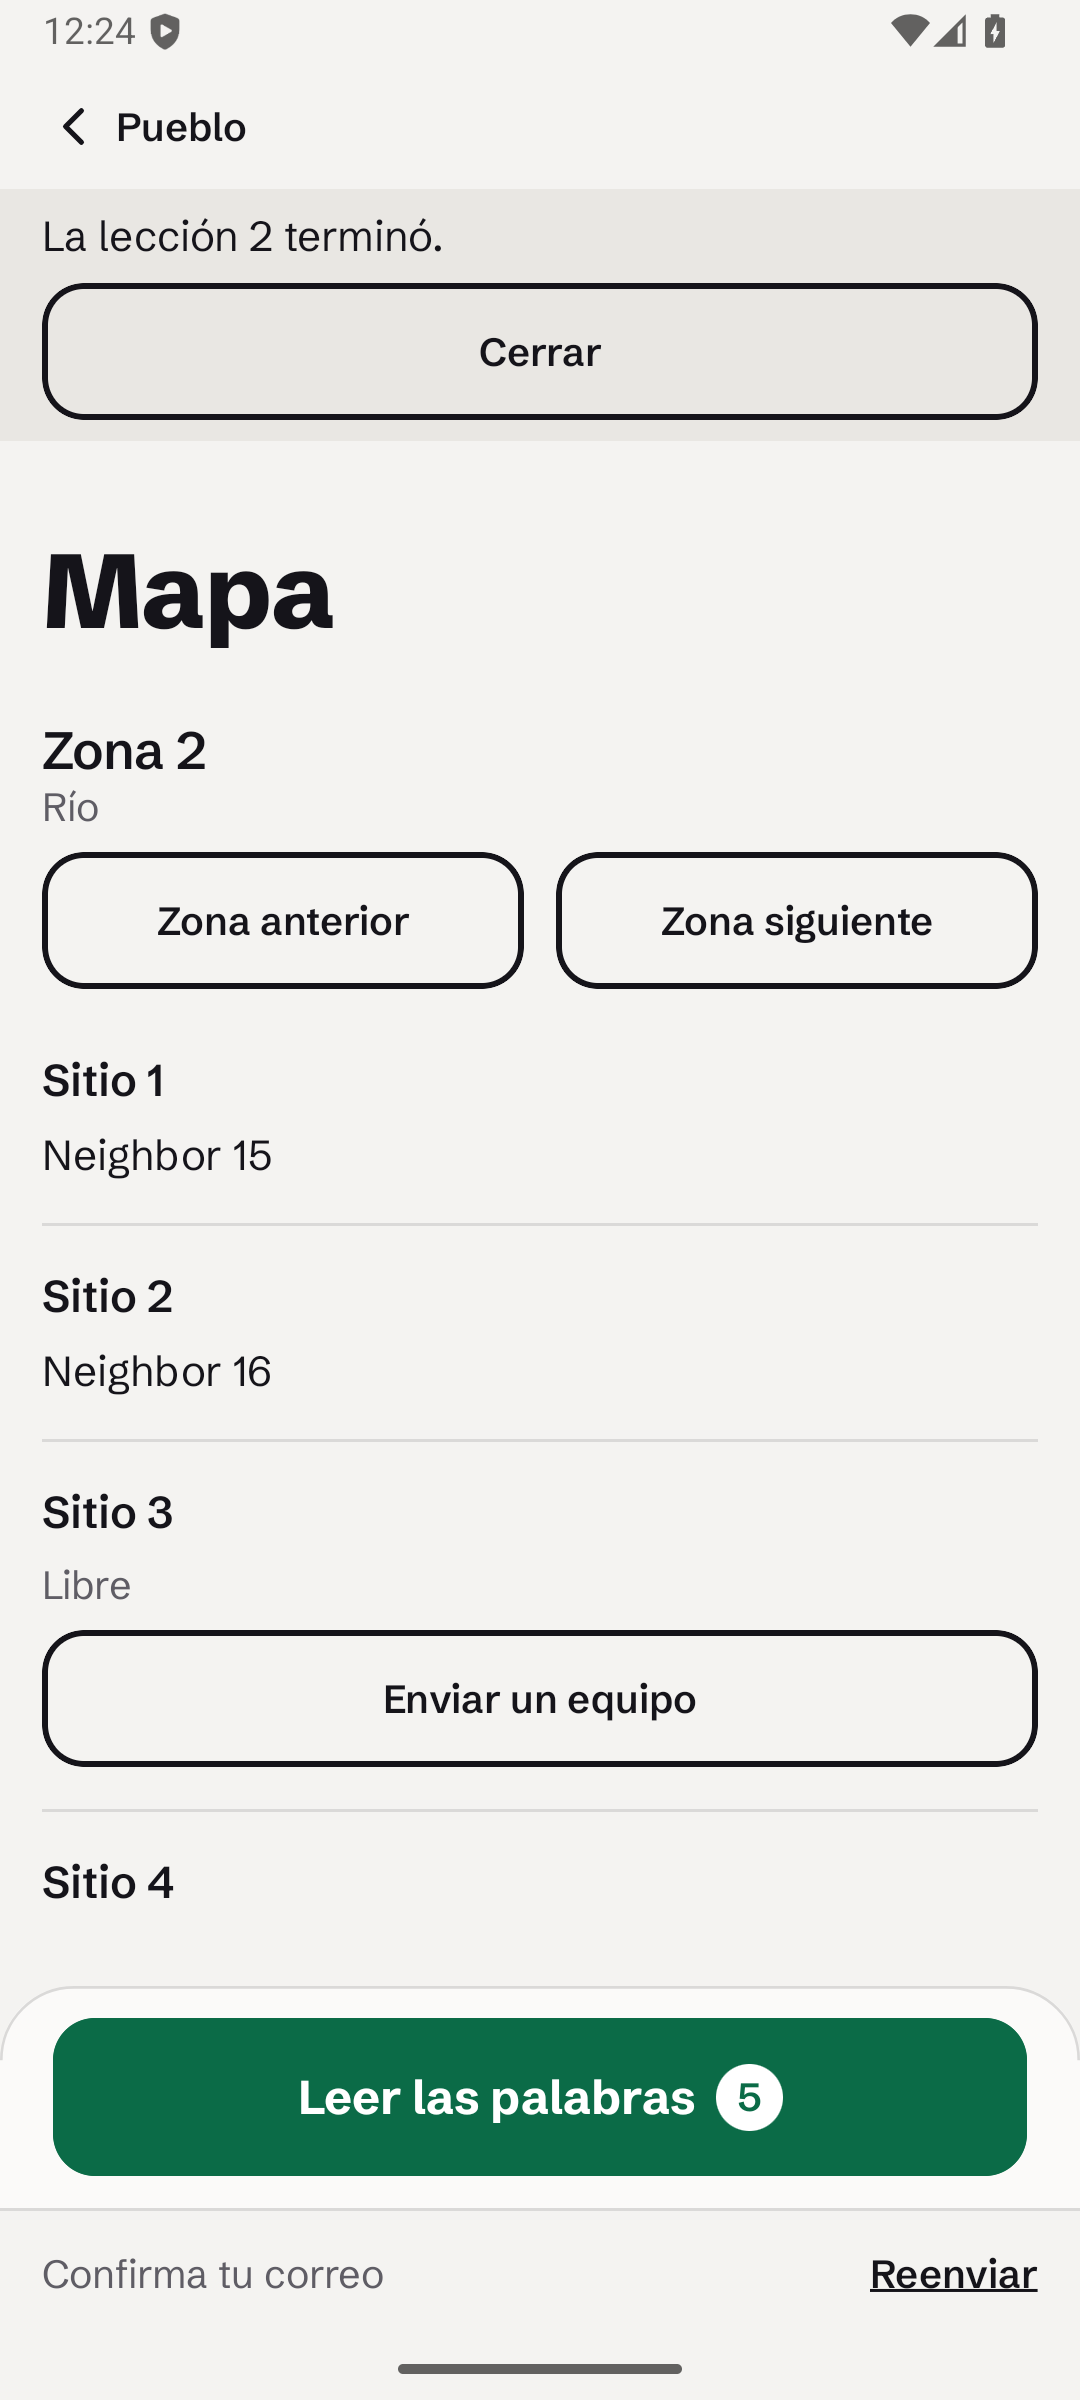 12:24
Pueblo
La lección 2 terminó.
Cerrar
Mapa
Zona 2
Río
Zona anterior
Zona siguiente
Sitio 1
Neighbor 15
Sitio 2
Neighbor 16
Sitio 3
Libre
Enviar un equipo
Sitio 4
Leer las palabras 5
Confirma tu correo
Reenviar